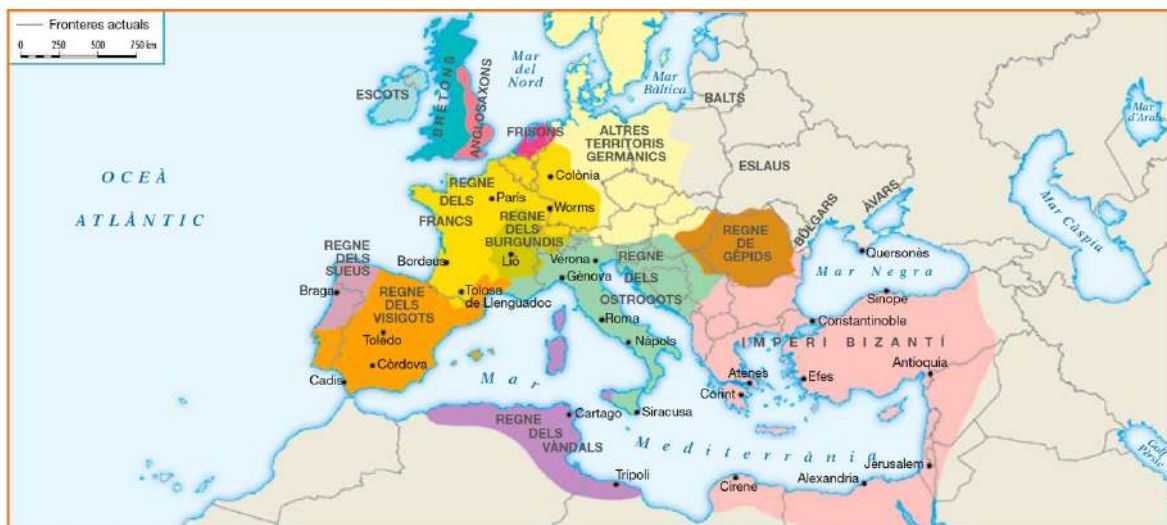 Fronteres actuals
0 250 500 750 km
Mar
del
Nord
Mar
Bàltica
BALTS
Mar
d'Aral
ESCOTS
BRETONS
ANGLOSAXONS
FRISONS
ALTRES
TERRITORIS
GERMÀNICS
ESLAUS
OCEÀ
ATLÀNTIC
REGNE
DELS
FRANCS
París
Colònia
Worms
REGNE
DELS
BURGUNDIS
Lió
ÀVARS
BÚLGARS
Mar Càspia
REGNE
DELS
SUEUS
Bordeus
Verona
Gènova
REGNE
DELS
OSTROGOTS
REGNE
DE
GÈPIDS
Quersonès
Mar Negra
Sinope
Braga
REGNE
DELS
VISIGOTS
Tolosa
de Llenguadoc
Roma
Nàpols
Constantinoble
IMPERI BIZANTÍ
Toledo
Còrdova
Cadis
Antioquia
Atenes
Efes
Corint
Mar
Mediterrània
REGNE
DELS
VÀNDALS
Cartago
Siracusa
Trípoli
Cirene
Alexandria
Jerusalem
Golf
Pèrsic